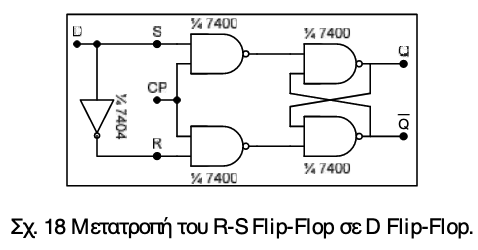 ¼ 7400
¼ 7400
D
S
Q
CP
¼ 7404
R
Q
¼ 7400
¼ 7400
Σχ. 18 Μετατροπή του R-S Flip-Flop σε D Flip-Flop.